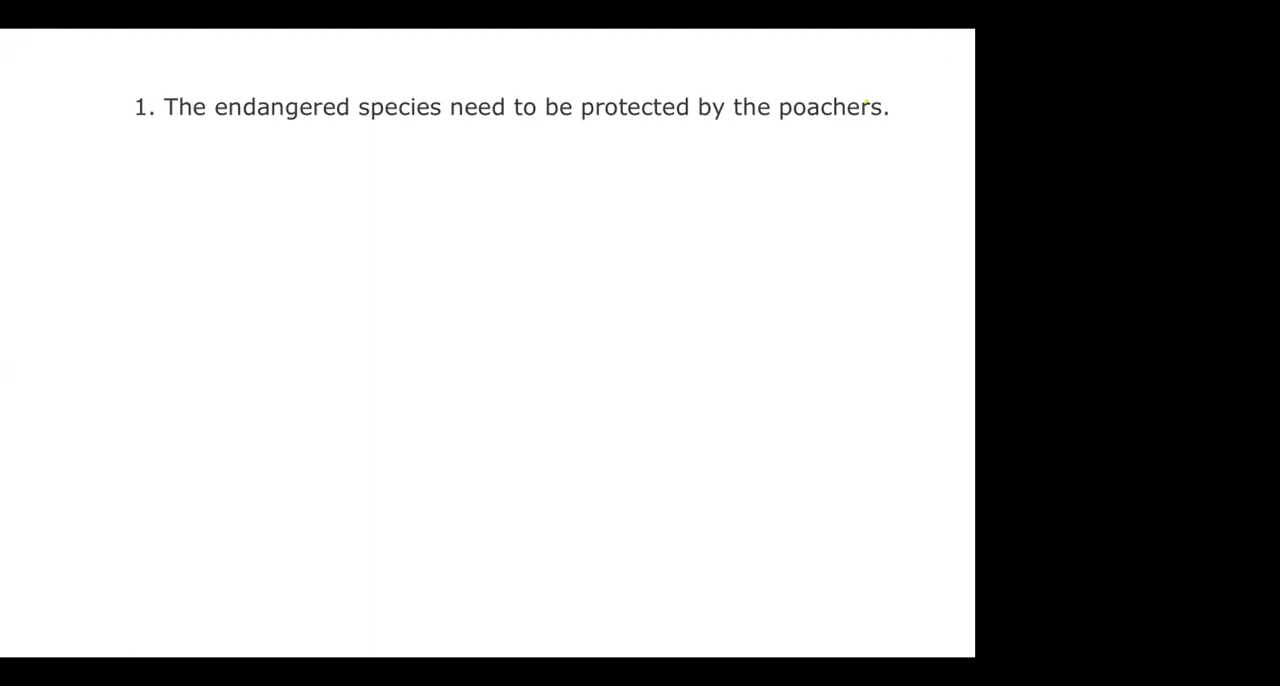 1. The endangered species need to be protected by the poachers.